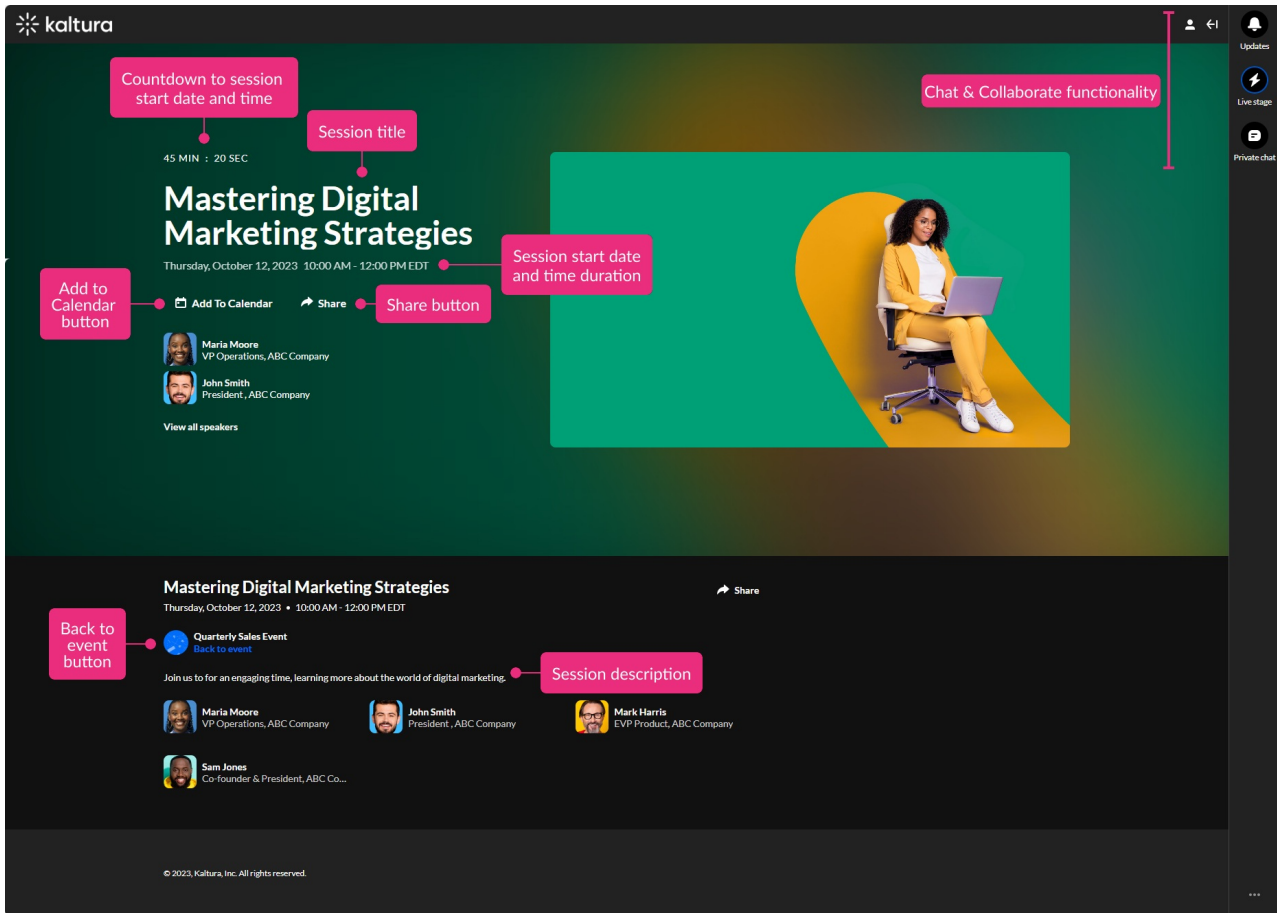 kaltura
Updates
Countdown to session
start date and time
Chat & Collaborate functionality
Live stage
Session title
Private chat
45 MIN : 20 SEC
Mastering Digital
Marketing Strategies
Session start date
and time duration
Thursday, October 12, 2023 10:00 AM - 12:00 PM EDT
Add to
Calendar
button
Add To Calendar
Share
Share button
Maria Moore
VP Operations, ABC Company
John Smith
President , ABC Company
View all speakers
Mastering Digital Marketing Strategies
Share
Thursday, October 12, 2023 • 10:00 AM - 12:00 PM EDT
Back to
event
button
Quarterly Sales Event
Back to event
Join us to for an engaging time, learning more about the world of digital marketing.
Session description
Maria Moore
VP Operations, ABC Company
John Smith
President , ABC Company
Mark Harris
EVP Product, ABC Company
Sam Jones
Co-founder & President, ABC Co...
© 2023, Kaltura, Inc. All rights reserved.